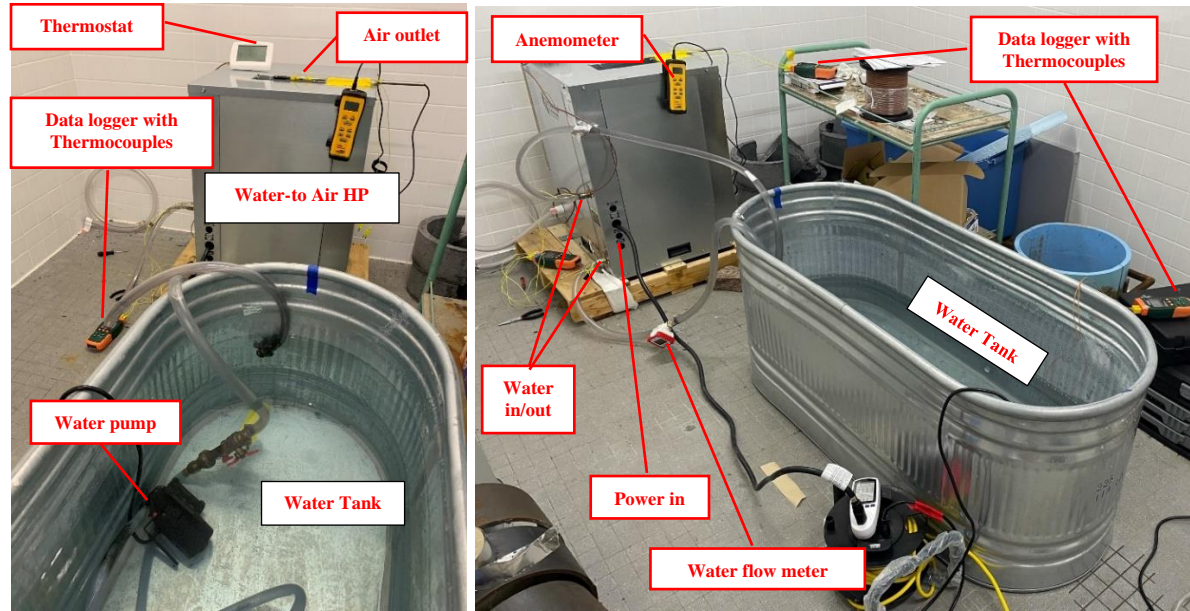 Thermostat
Air outlet
Data logger with
Thermocouples
Water-to Air HP
Water pump
Water Tank
Anemometer
Data logger with
Thermocouples
Water Tank
Water
in/out
Power in
Water flow meter